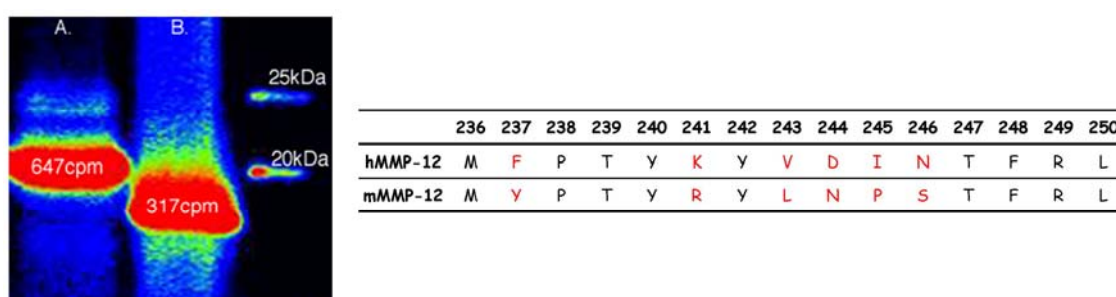 A. B.
25kDa
20kDa
647cpm
317cpm
236 237 238 239 240 241 242 243 244 245 246 247 248 249 250
hMMP-12 M F P T Y K Y V D I N T F R L
mMMP-12 M Y P T Y R Y L N P S T F R L